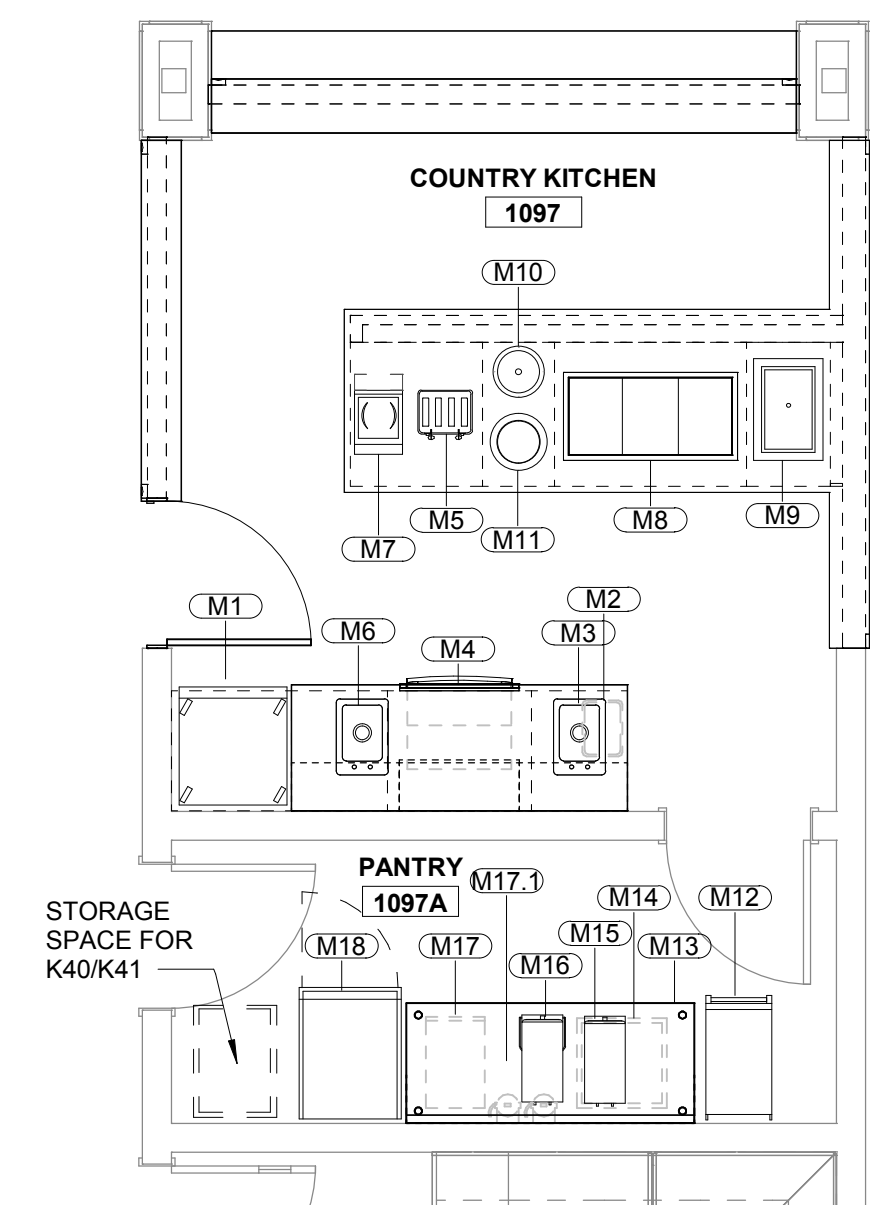 COUNTRY KITCHEN
1097
M10
M5
M8
M9
M7
M11
M1
M2
M6
M3
M4
PANTRY
1097A
M17.1
M14
M12
STORAGE
SPACE FOR
K40/K41
M18
M17
M15
M13
M16